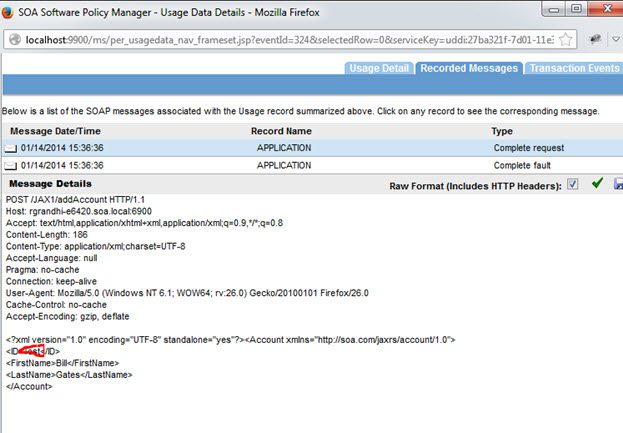 SOA Software Policy Manager - Usage Data Details - Mozilla Firefox
localhost:9900/ms/per_usagedata_nav_frameset.jsp?eventId=324&selectedRow=0&serviceKey=uddi:27ba321f-7d01-11e
Usage Detail Recorded Messages Transaction Events
Below is a list of the SOAP messages associated with the Usage record summarized above. Click on any record to see the corresponding message.
Message Date/Time Record Name Type
01/14/2014 15:36:36 APPLICATION Complete request
01/14/2014 15:36:36 APPLICATION Complete fault
Message Details Raw Format (Includes HTTP Headers):
POST /JAX1/addAccount HTTP/1.1
Host: rgrandhi-e6420.soa.local:6900
Accept: text/html,application/xhtml+xml,application/xml;q=0.9,*/*;q=0.8
Content-Length: 186
Content-Type: application/xml;charset=UTF-8
Accept-Language: null
Pragma: no-cache
Connection: keep-alive
User-Agent: Mozilla/5.0 (Windows NT 6.1; WOW64; rv:26.0) Gecko/20100101 Firefox/26.0
Cache-Control: no-cache
Accept-Encoding: gzip, deflate
<?xml version="1.0" encoding="UTF-8" standalone="yes"?><Account xmlns="http://soa.com/jaxrs/account/1.0">
<ID </ID>
<FirstName>Bill</FirstName>
<LastName>Gates</LastName>
</Account>